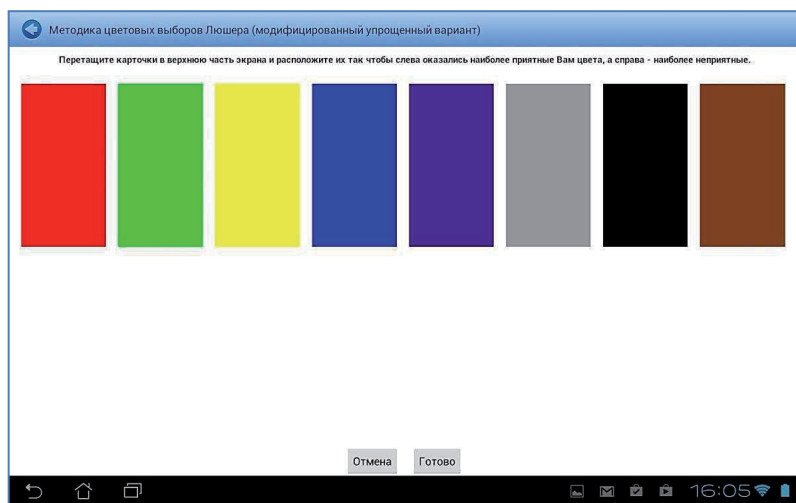 Методика цветовых выборов Люшера (модифицированный упрощенный вариант)
Перетащите карточки в верхнюю часть экрана и расположите их так чтобы слева оказались наиболее приятные Вам цвета, а справа - наиболее неприятные.
Отмена Готово
16:05